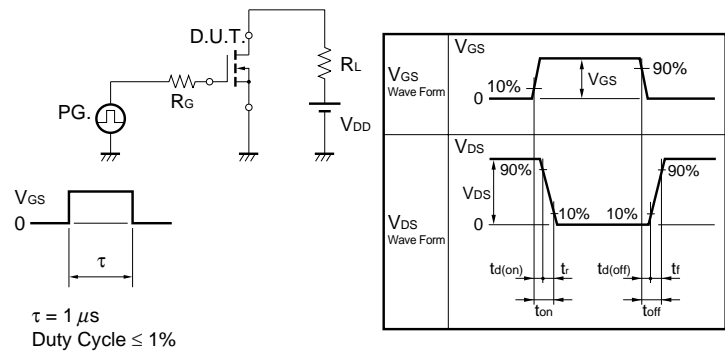 D.U.T.
RL
RG
PG.
VDD
VGS
0
τ
τ = 1 μs
Duty Cycle ≤ 1%
VGS
Wave Form
VGS
10%
VGS
90%
0
VDS
Wave Form
VDS
90%
VDS
90%
10%
10%
0
td(on)
tr
td(off)
tf
ton
toff